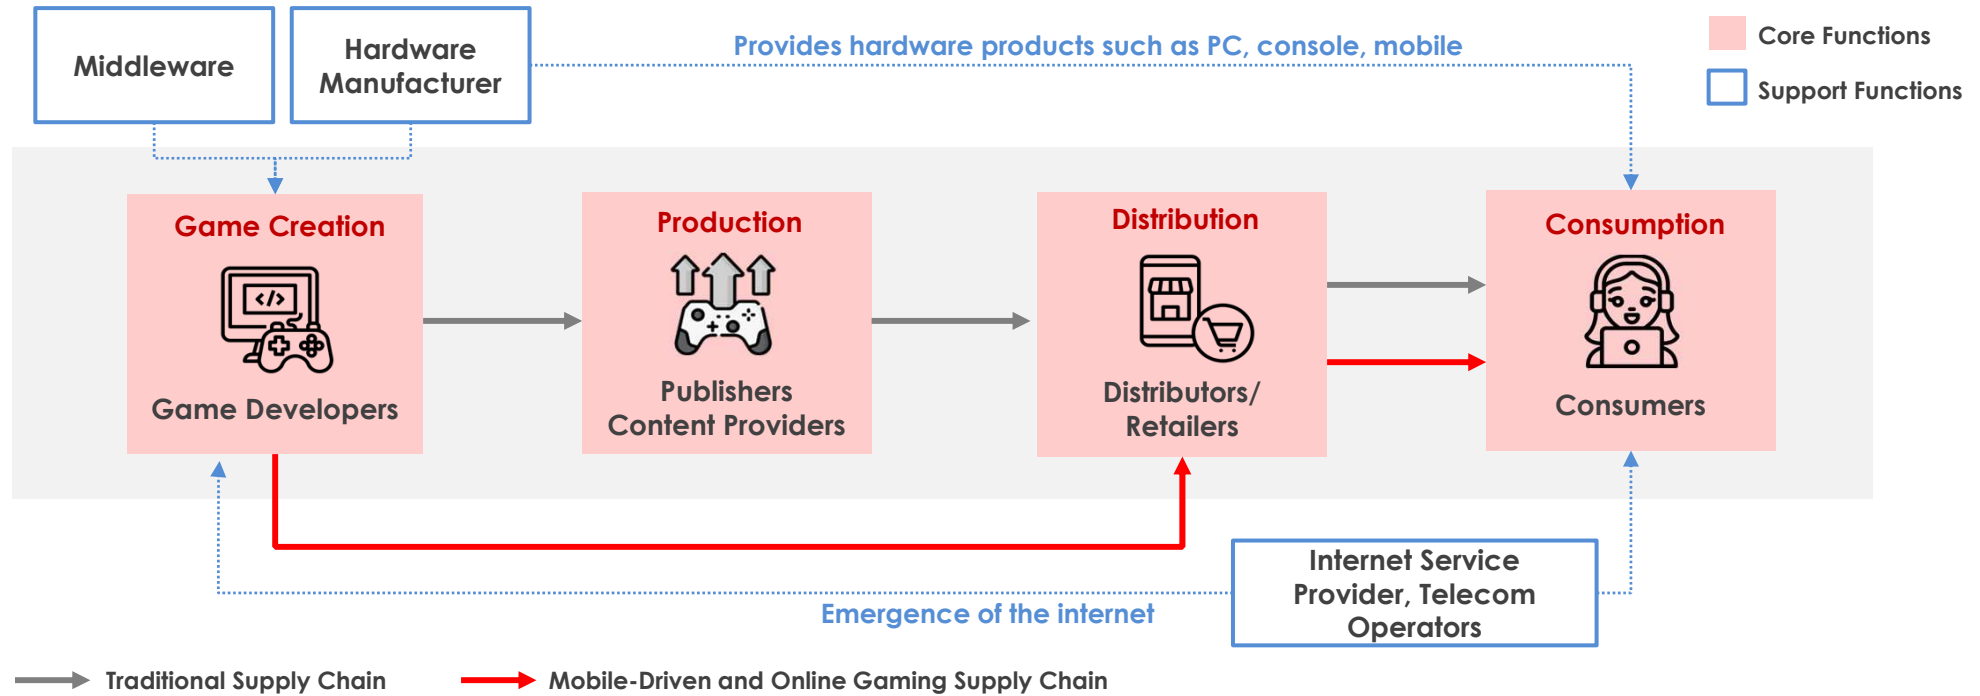 Middleware
Hardware
Manufacturer
Provides hardware products such as PC, console, mobile
Core Functions
Support Functions
Game Creation
Production
Distribution
Consumption
</>
Game Developers
Publishers
Content Providers
Distributors/
Retailers
Consumers
Internet Service
Provider, Telecom
Operators
Emergence of the internet
Traditional Supply Chain
Mobile-Driven and Online Gaming Supply Chain